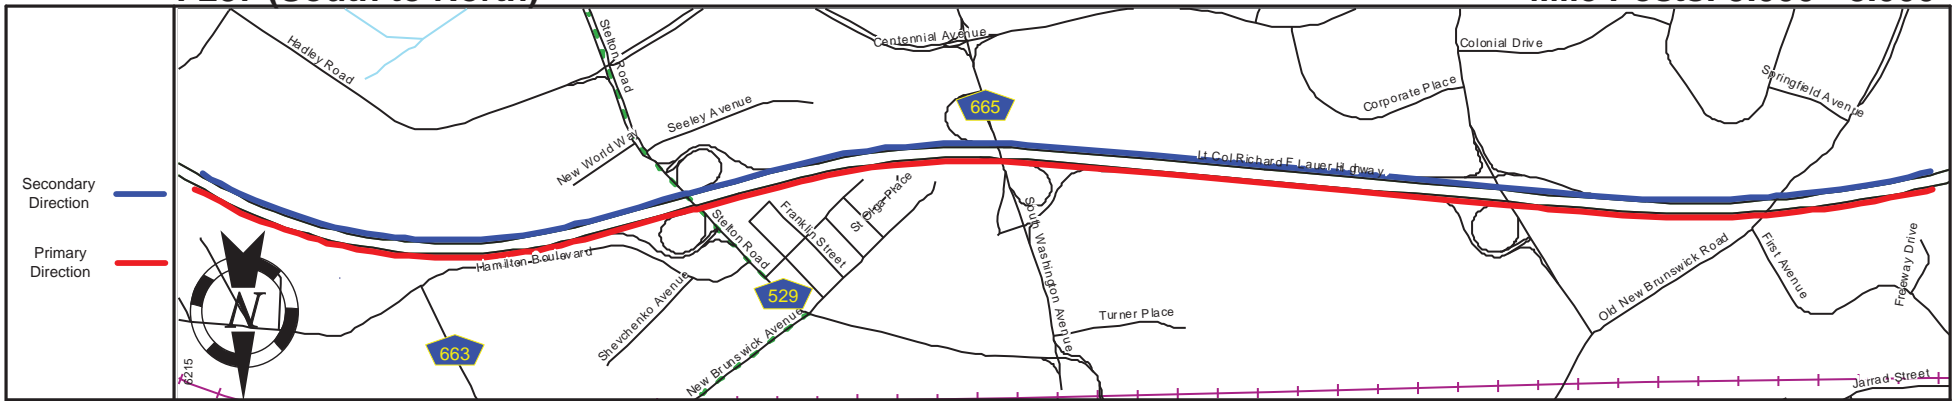 Secondary
Direction
Primary
Direction
Hadley Road
Stelton Road
Centennial Avenue
Colonial Drive
Springfield Avenue
Corporate Place
665
Seeley Avenue
New World Way
Lt Col Richard F Lauer Highway
Stelton Road
Franklin Street
St Olga Place
South Washington Avenue
Hamilton Boulevard
Shevchenko Avenue
529
663
New Brunswick Avenue
Turner Place
Old New Brunswick Road
First Avenue
Freeway Drive
Jarrad Street
N
6215